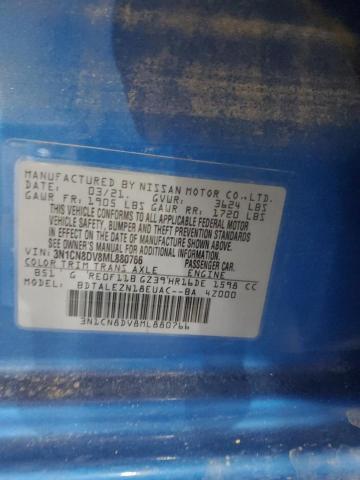 MANUFACTURED BY NISSAN MOTOR CO., LTD.
DATE: 03/21. GVWR: 3624 LBS
GAWR FR: 1905 LBS GAWR RR: 1720 LBS
THIS VEHICLE CONFORMS TO ALL APPLICABLE FEDERAL MOTOR
VEHICLE SAFETY, BUMPER AND THEFT PREVENTION STANDARDS
IN EFFECT ON THE DATE OF MANUFACTURE SHOWN ABOVE.
SEE OWNER'S MANUAL FOR ADDITIONAL INFORMATION
VIN: 3N1CN8DV8ML880766 PASSENGER CAR.
COLOR TRIM TRANS AXLE ENGINE
B51 G RE0F11B GZ39 HR16DE 1598 CC
BDTALEZN18EUAC--BA 4Z000
3N1CN8DV8ML880766